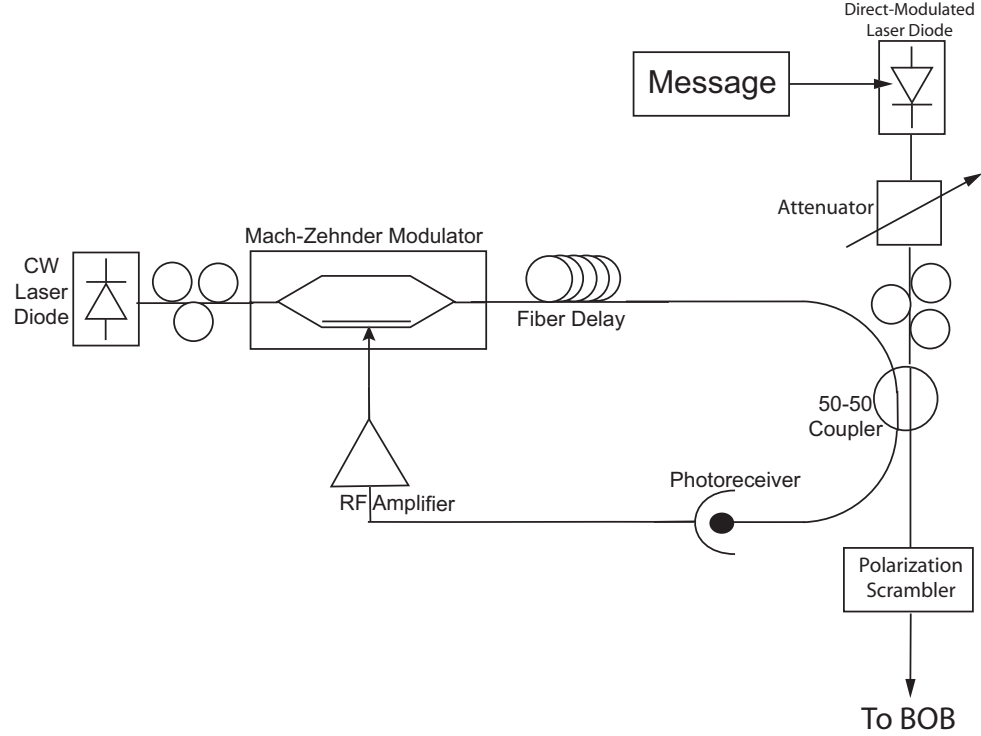 Direct-Modulated
Laser Diode
Message
Attenuator
Mach-Zehnder Modulator
CW
Laser
Diode
Fiber Delay
50-50
Coupler
Photoreceiver
RF Amplifier
Polarization
Scrambler
To BOB